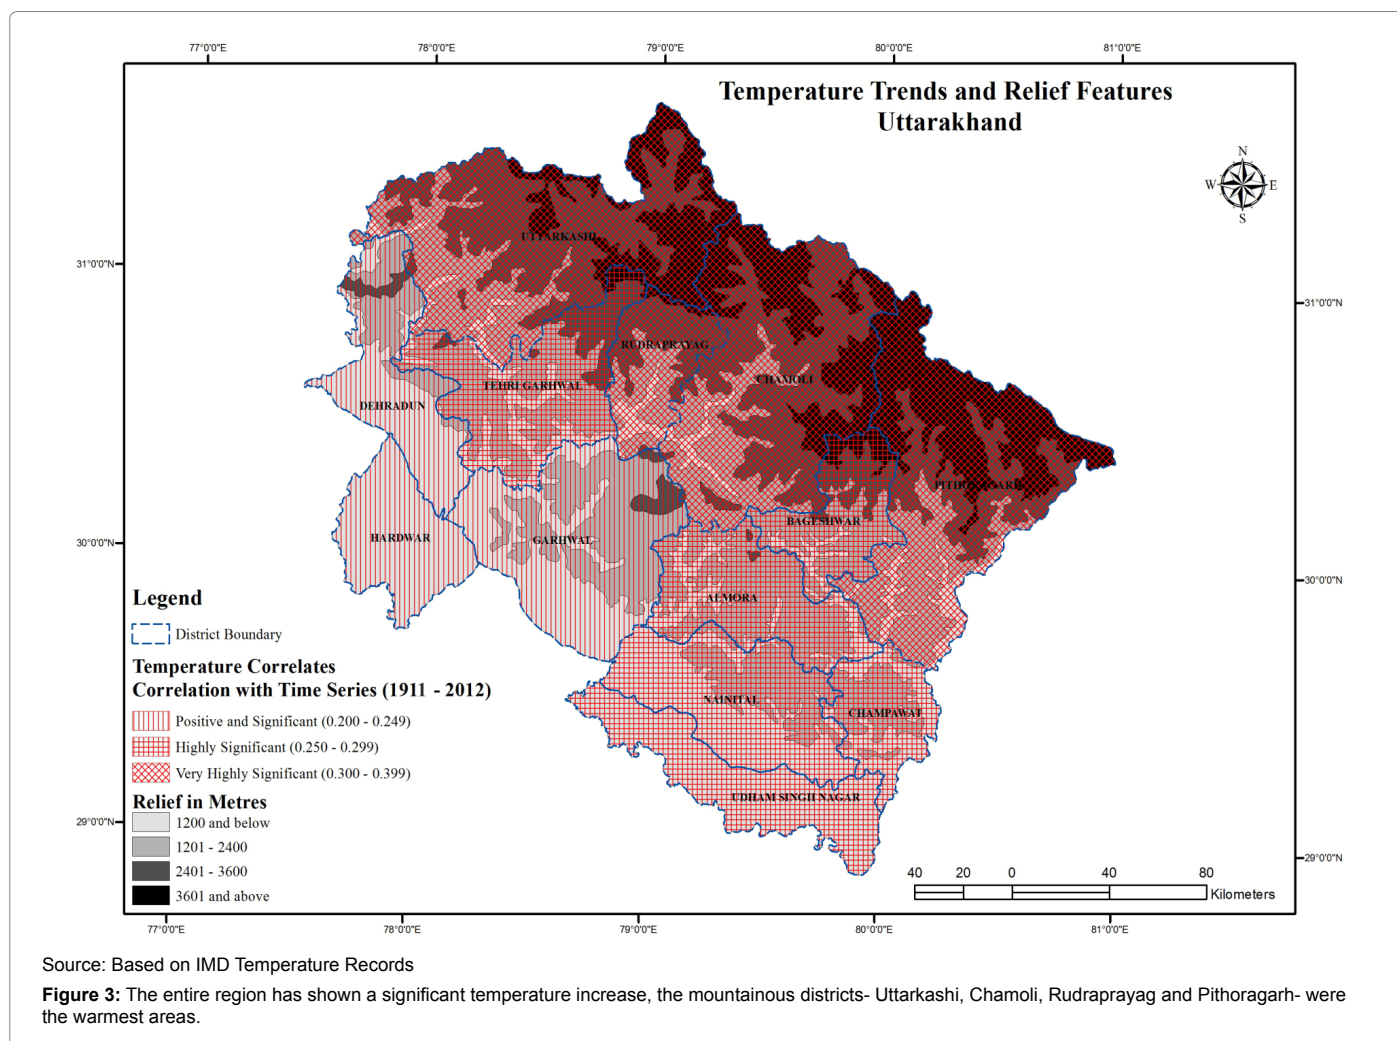 77°0'0"E 78°0'0"E 79°0'0"E 80°0'0"E 81°0'0"E
Temperature Trends and Relief Features
Uttarakhand
N
W E
S
31°0'0"N
31°0'0"N
UTTARKASHI
RUDRAPRAYAG
CHAMOLI
TEHRI GARHWAL
DEHRADUN
PITHORAGARH
BAGESHWAR
HARDWAR
GARHWAL
30°0'0"N
30°0'0"N
ALMORA
NAINITAL
CHAMPAWAT
UDHAM SINGH NAGAR
29°0'0"N
29°0'0"N
Legend
District Boundary
Temperature Correlates
Correlation with Time Series (1911 - 2012)
Positive and Significant (0.200 - 0.249)
Highly Significant (0.250 - 0.299)
Very Highly Significant (0.300 - 0.399)
Relief in Metres
1200 and below
1201 - 2400
2401 - 3600
3601 and above
40 20 0 40 80
Kilometers
77°0'0"E 78°0'0"E 79°0'0"E 80°0'0"E 81°0'0"E
Source: Based on IMD Temperature Records
Figure 3: The entire region has shown a significant temperature increase, the mountainous districts- Uttarkashi, Chamoli, Rudraprayag and Pithoragarh- were
the warmest areas.